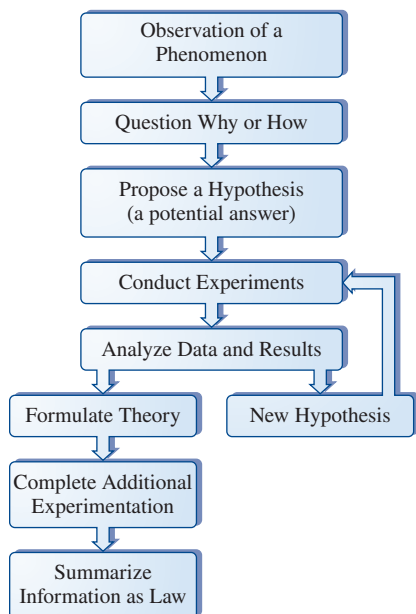 Observation of a
Phenomenon
Question Why or How
Propose a Hypothesis
(a potential answer)
Conduct Experiments
Analyze Data and Results
Formulate Theory
New Hypothesis
Complete Additional
Experimentation
Summarize
Information as Law